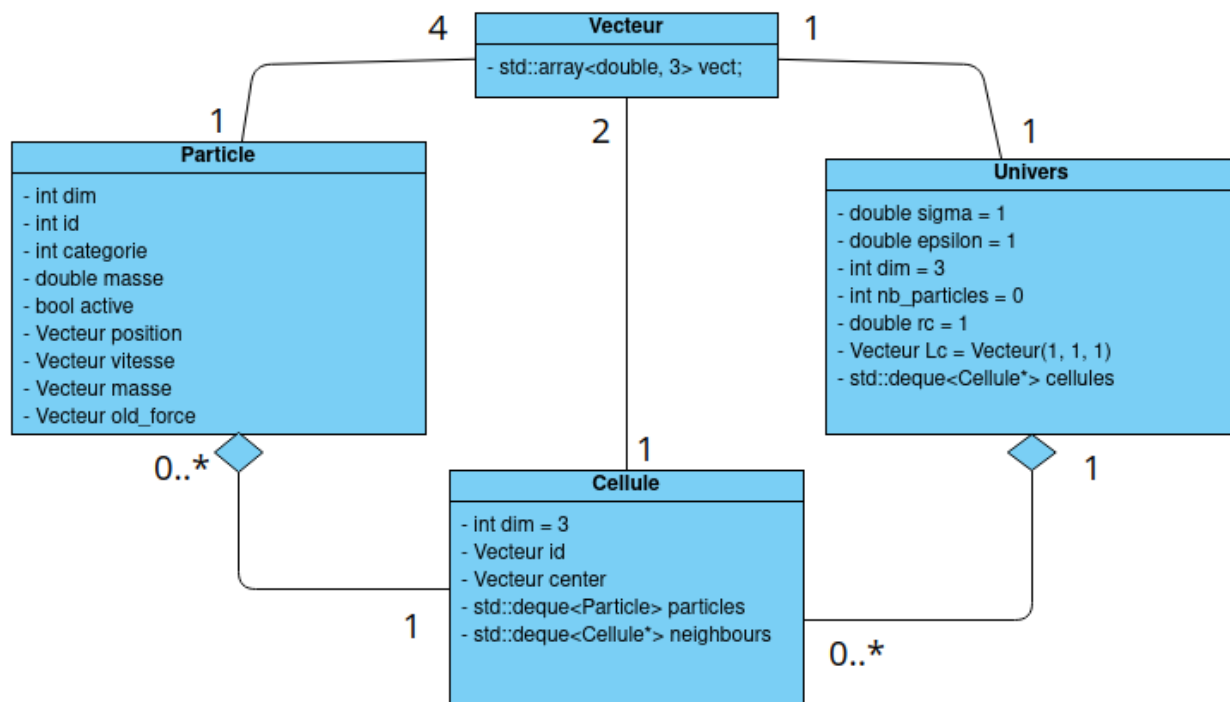 4
Vecteur
1
- std::array<double, 3> vect;
1
2
1
Particle
- int dim
- int id
- int categorie
- double masse
- bool active
- Vecteur position
- Vecteur vitesse
- Vecteur masse
- Vecteur old_force
Univers
- double sigma = 1
- double epsilon = 1
- int dim = 3
- int nb_particles = 0
- double rc = 1
- Vecteur Lc = Vecteur(1, 1, 1)
- std::deque<Cellule*> cellules
0..*
1
1
Cellule
- int dim = 3
- Vecteur id
- Vecteur center
- std::deque<Particle> particles
- std::deque<Cellule*> neighbours
1
0..*